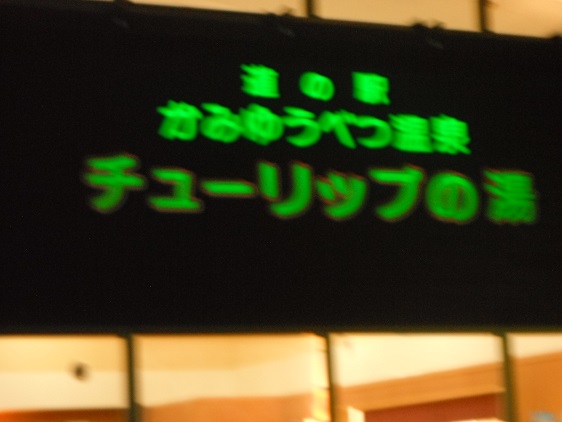 道の駅
かみゆうべつ温泉
チューリップの湯